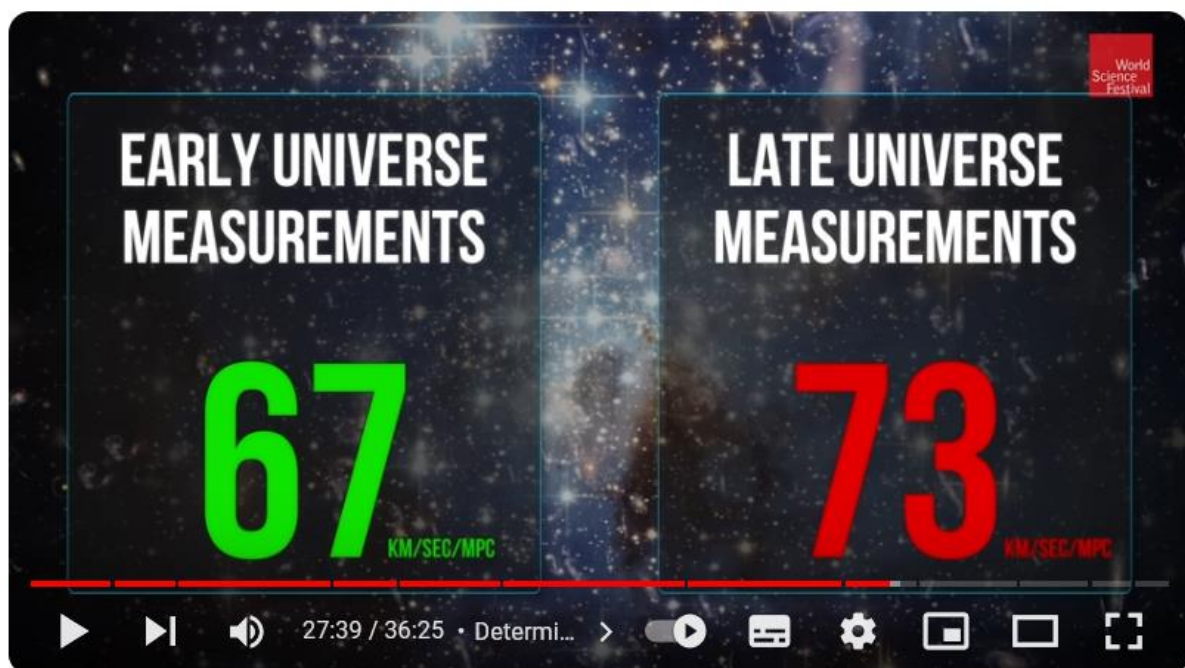 World
Science
Festival
EARLY UNIVERSE
MEASUREMENTS
67
KM/SEC/MPC
LATE UNIVERSE
MEASUREMENTS
73
KM/SEC/MPC
27:39 / 36:25 • Determi... >